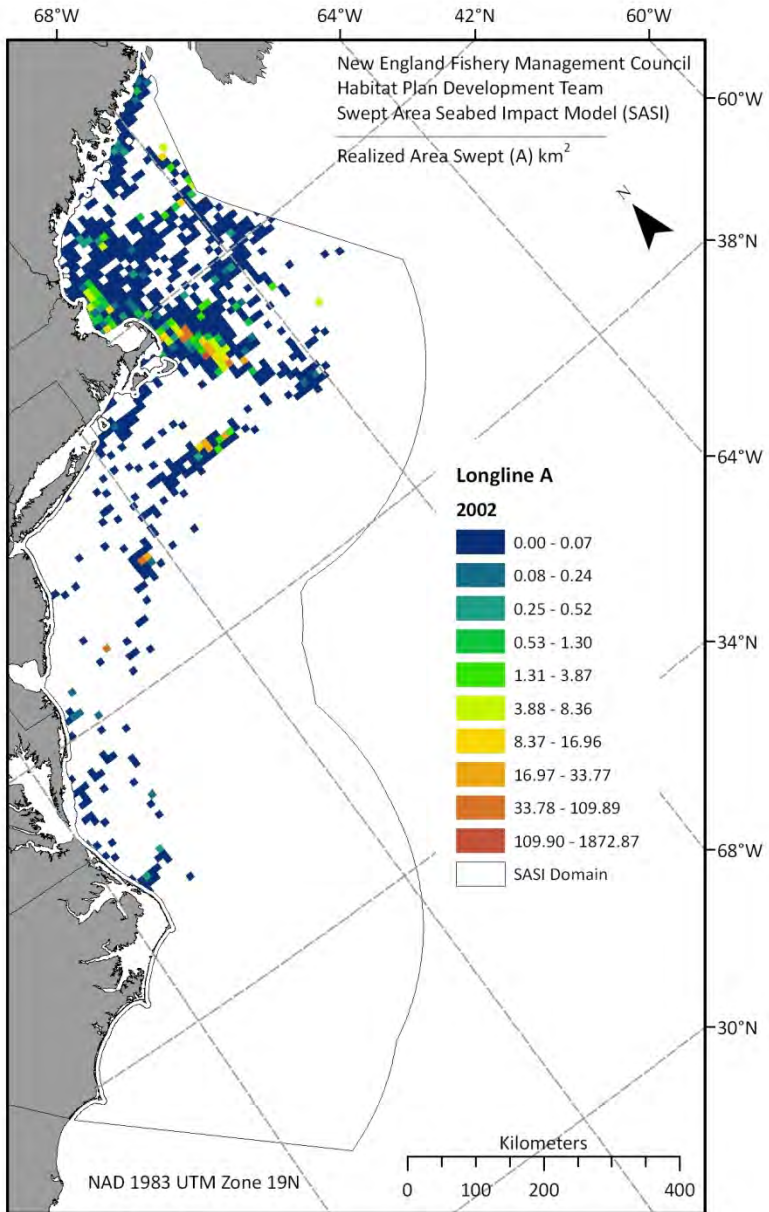 68°W 64°W 42°N 60°W
New England Fishery Management Council
Habitat Plan Development Team
Swept Area Seabed Impact Model (SASI)
Realized Area Swept (A) km²
60°W
N
38°N
64°W
Longline A
2002
0.00 - 0.07
0.08 - 0.24
0.25 - 0.52
0.53 - 1.30
1.31 - 3.87
3.88 - 8.36
8.37 - 16.96
16.97 - 33.77
33.78 - 109.89
109.90 - 1872.87
SASI Domain
34°N
68°W
30°N
Kilometers
0 100 200 400
NAD 1983 UTM Zone 19N